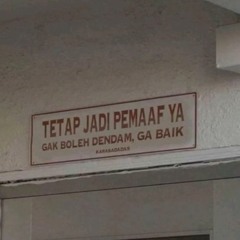 TETAP JADI PEMAAF YA
GAK BOLEH DENDAM, GA BAIK